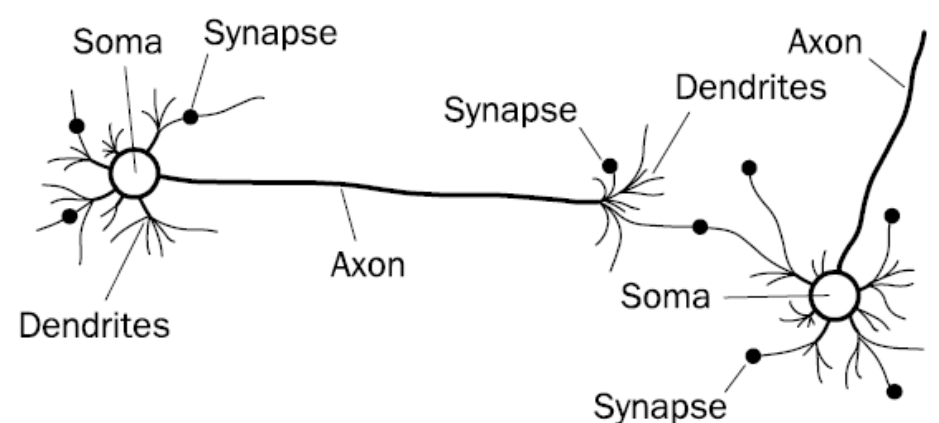 Soma
Synapse
Axon
Synapse
Dendrites
Axon
Soma
Dendrites
Synapse